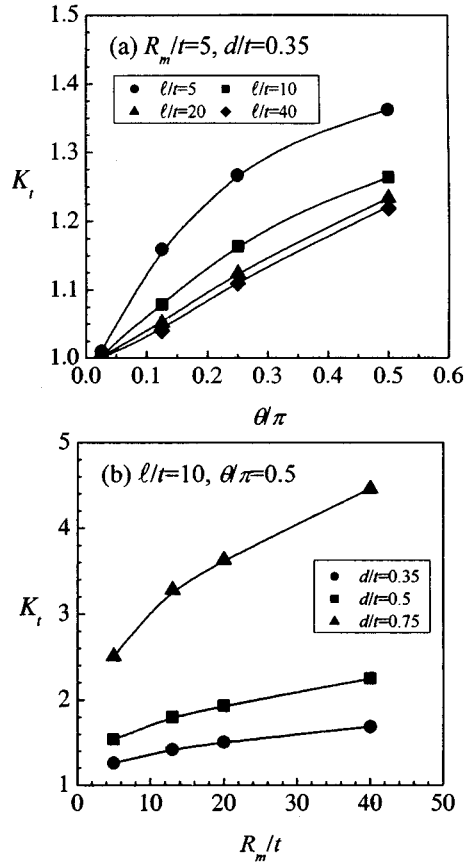 (a) R_m/t=5, d/t=0.35
ℓ/t=5 ℓ/t=10
ℓ/t=20 ℓ/t=40
1.5
1.4
1.3
K_t
1.2
1.1
1.0
0.0 0.1 0.2 0.3 0.4 0.5 0.6
θ/π
(b) ℓ/t=10, θ/π=0.5
5
4
d/t=0.35
d/t=0.5
d/t=0.75
K_t
3
2
1
0 10 20 30 40 50
R_m/t